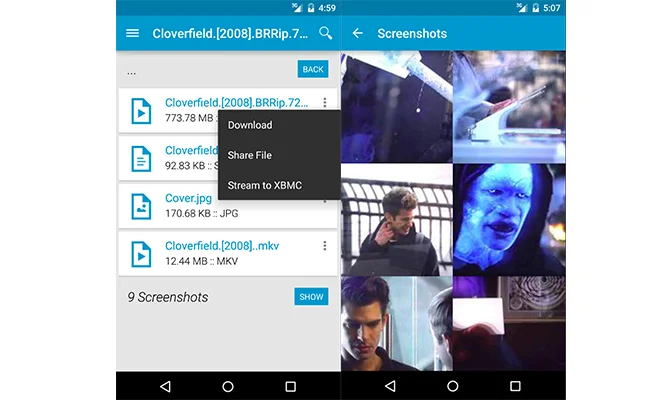 3G 4:59
Cloverfield.[2008].BRRip.7...
...
BACK
Cloverfield.[2008].BRRip.72...
773.78 MB :
Download
Cloverfield
92.83 KB :: S
Share File
Stream to XBMC
Cover.jpg
170.68 KB :: JPG
Cloverfield.[2008]..mkv
12.44 MB :: MKV
9 Screenshots
SHOW
3G 5:07
Screenshots